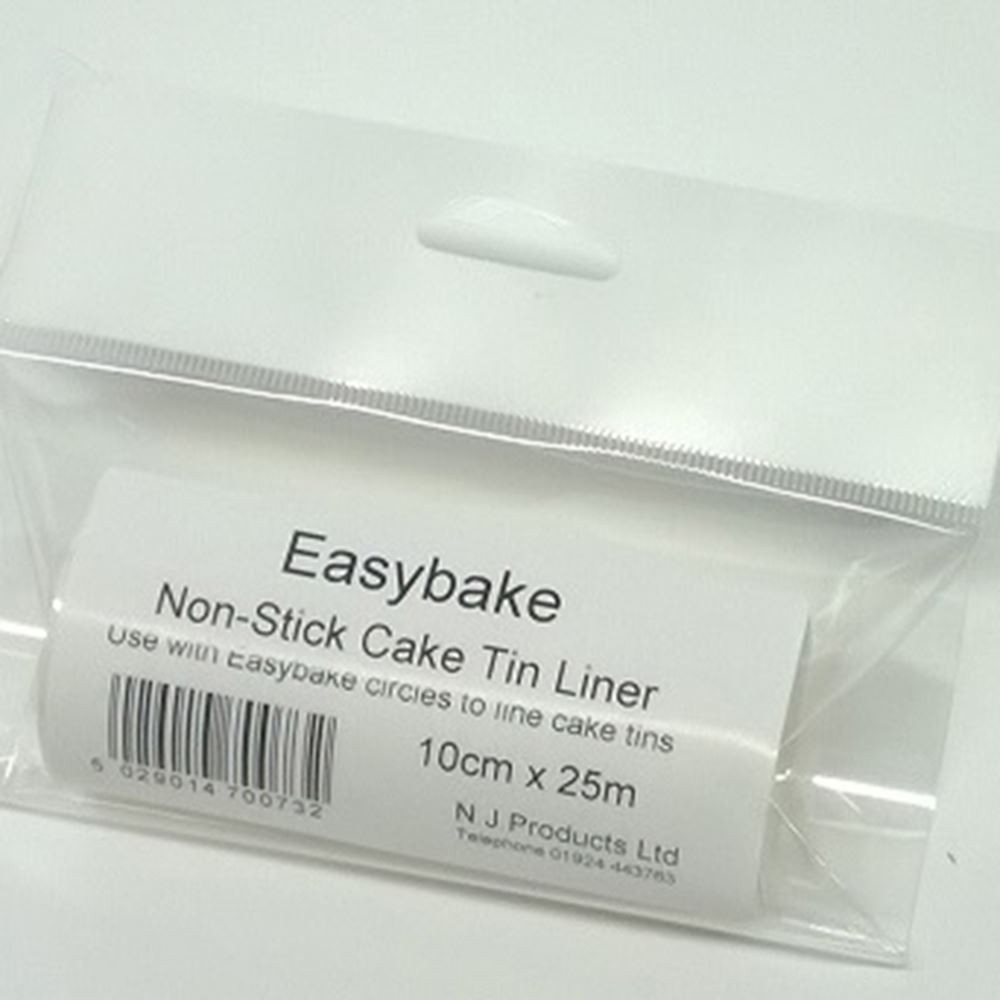 Easybake
Non-Stick Cake Tin Liner
Use with Easybake circles to line cake tins
10cm x 25m
5 029014 700732
N J Products Ltd
Telephone 01924 443763